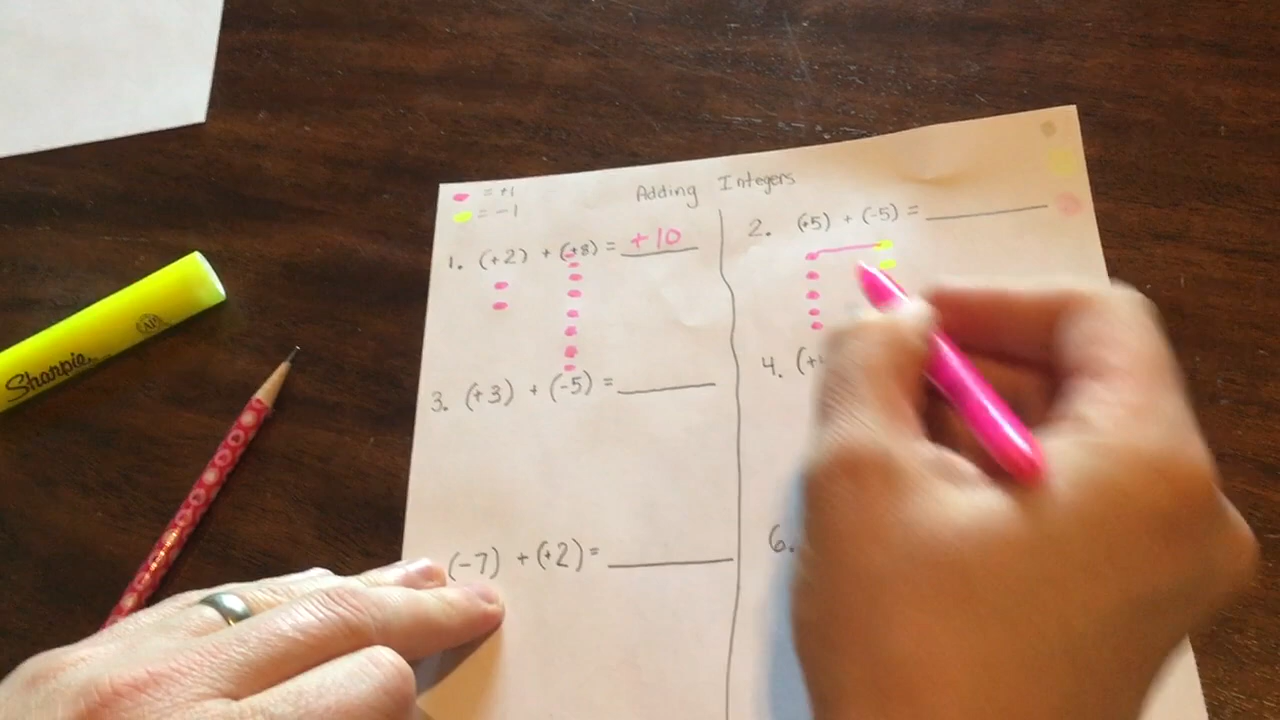 = +1
= -1
Adding Integers
1. (+2) + (+8) = +10
2. (+5) + (-5) =
3. (+3) + (-5) =
4. (+
(-7) + (+2) =
6.
Sharpie